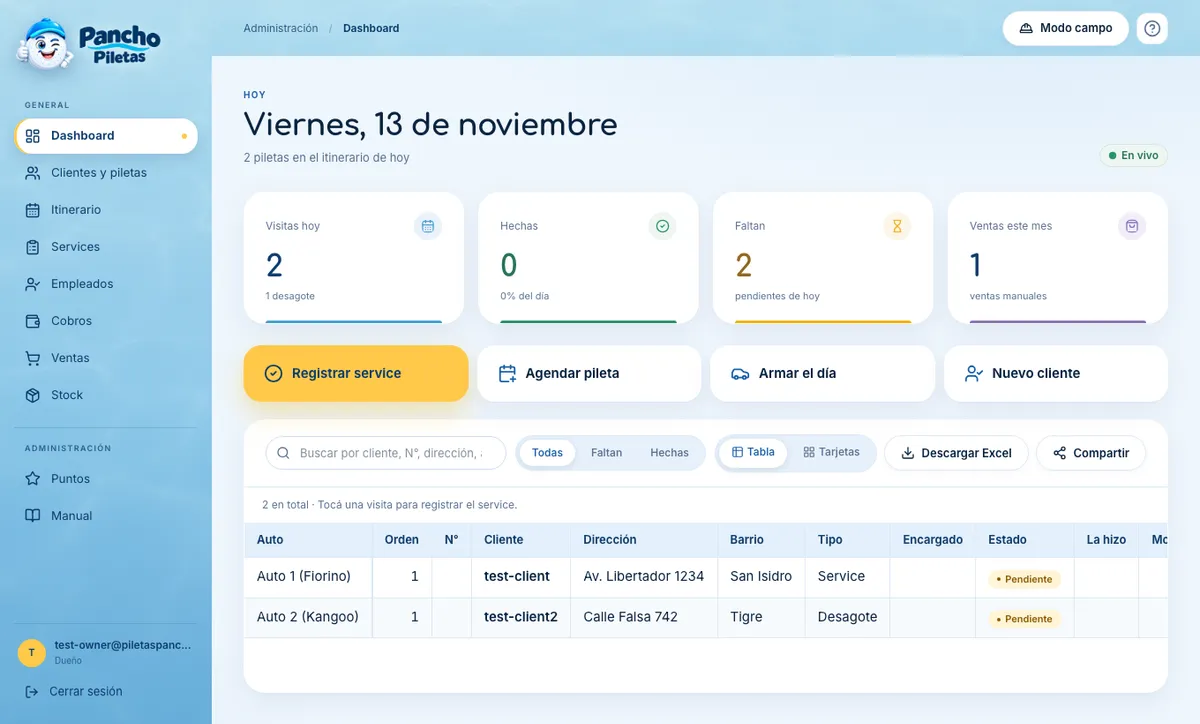 Pancho
Piletas
Administración / Dashboard
Modo campo
GENERAL
Dashboard
Clientes y piletas
Itinerario
Services
Empleados
Cobros
Ventas
Stock
ADMINISTRACIÓN
Puntos
Manual
T
test-owner@piletaspanc...
Dueño
Cerrar sesión
HOY
Viernes, 13 de noviembre
2 piletas en el itinerario de hoy
En vivo
Visitas hoy
2
1 desagote
Hechas
0
0% del día
Faltan
2
pendientes de hoy
Ventas este mes
1
ventas manuales
Registrar service
Agendar pileta
Armar el día
Nuevo cliente
Buscar por cliente, N°, dirección,
Todas Faltan Hechas
Tabla Tarjetas
Descargar Excel
Compartir
2 en total · Tocá una visita para registrar el service.
Auto Orden N° Cliente Dirección Barrio Tipo Encargado Estado La hizo
Auto 1 (Fiorino) 1 test-client Av. Libertador 1234 San Isidro Service • Pendiente
Auto 2 (Kangoo) 1 test-client2 Calle Falsa 742 Tigre Desagote • Pendiente